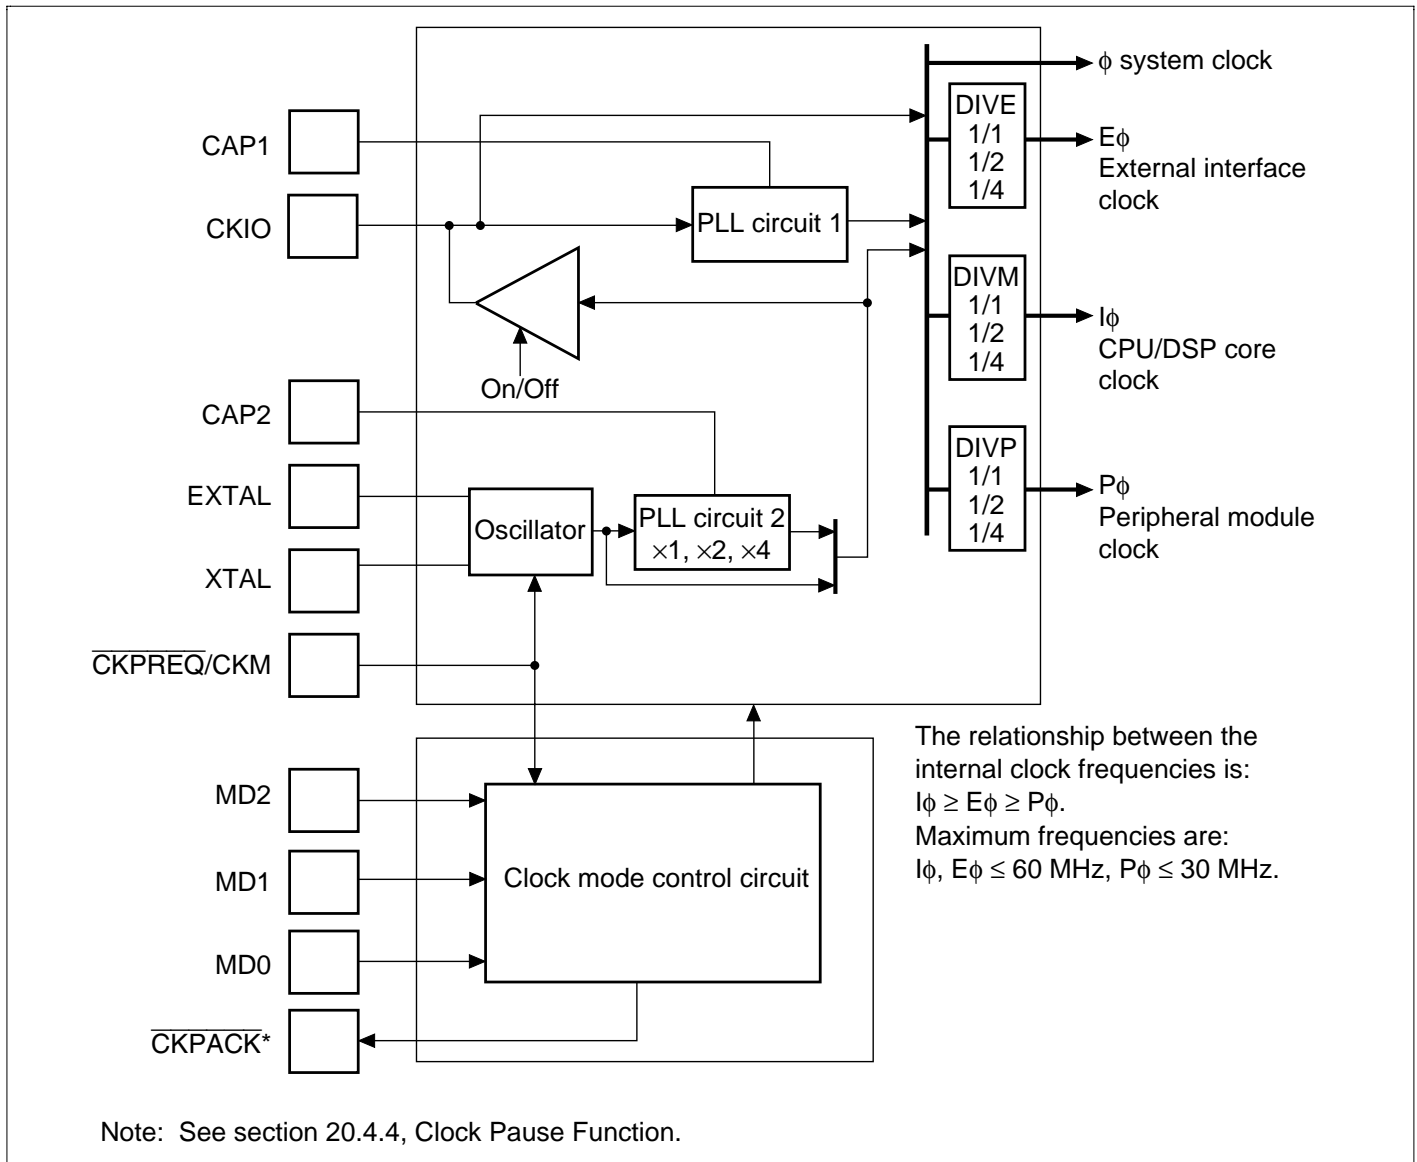 CAP1
CKIO
CAP2
EXTAL
XTAL
CKPREQ/CKM
MD2
MD1
MD0
CKPACK*
PLL circuit 1
On/Off
Oscillator
PLL circuit 2
×1, ×2, ×4
Clock mode control circuit
DIVE
1/1
1/2
1/4
DIVM
1/1
1/2
1/4
DIVP
1/1
1/2
1/4
ϕ system clock
Eϕ
External interface
clock
Iϕ
CPU/DSP core
clock
Pϕ
Peripheral module
clock
The relationship between the
internal clock frequencies is:
Iϕ ≥ Eϕ ≥ Pϕ.
Maximum frequencies are:
Iϕ, Eϕ ≤ 60 MHz, Pϕ ≤ 30 MHz.
Note: See section 20.4.4, Clock Pause Function.